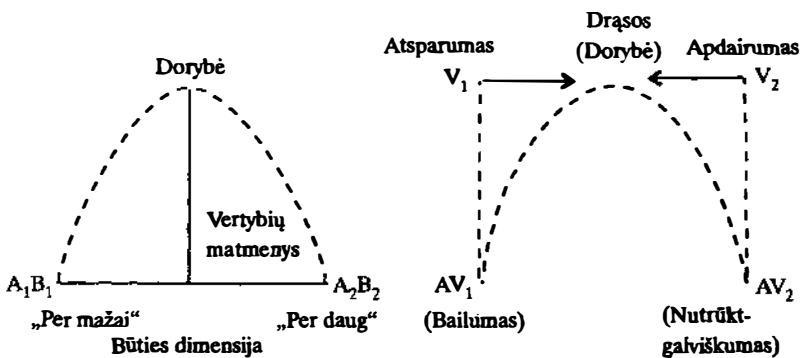 Dorybė
Vertybių
matmenys
A₁B₁
A₂B₂
„Per mažai“
„Per daug“
Būties dimensija
Atsparumas
Drąsos
(Dorybė)
Apdairumas
V₁
V₂
AV₁
AV₂
(Bailumas)
(Nutrūkt-
galviškumas)